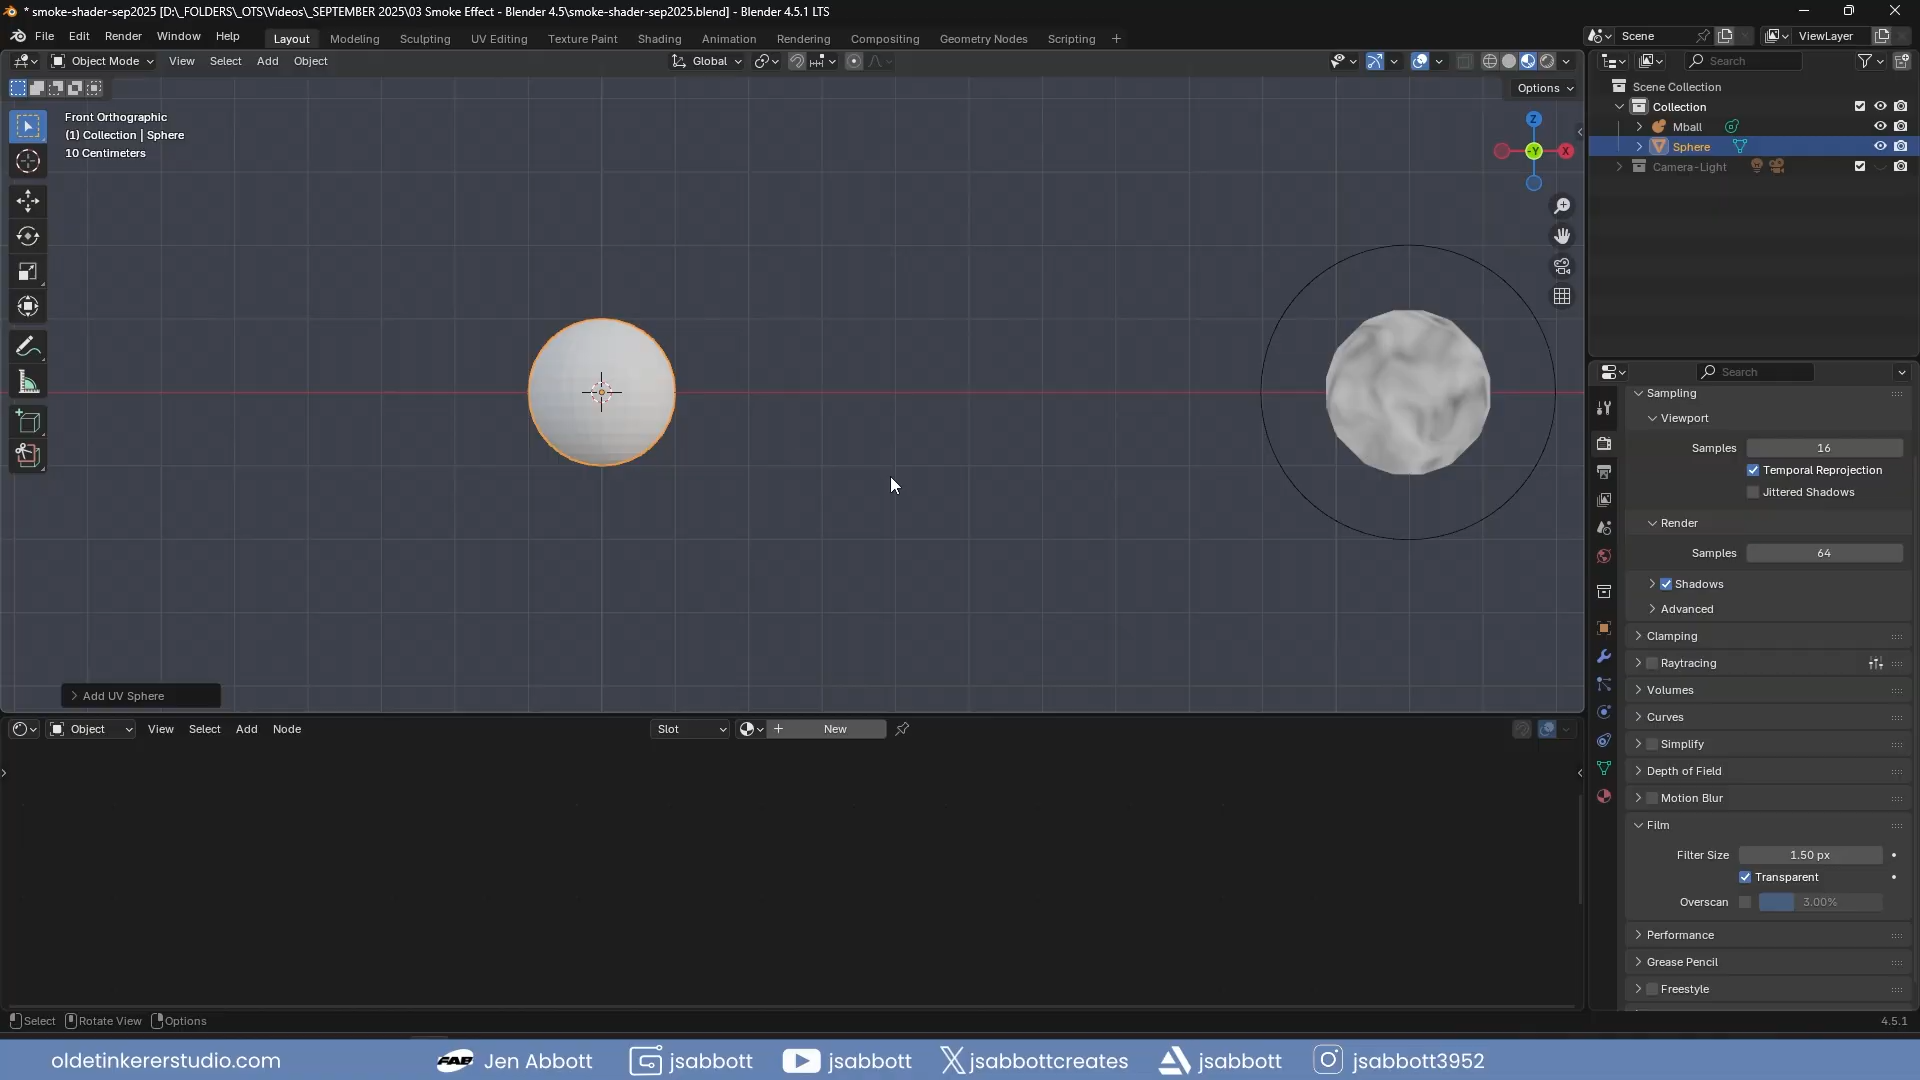 * smoke-shader-sep2025 [D:\_FOLDERS\_OTS\Videos\_SEPTEMBER 2025\03 Smoke Effect - Blender 4.5\smoke-shader-sep2025.blend] - Blender 4.5.1 LTS
File Edit Render Window Help Layout Modeling Sculpting UV Editing Texture Paint Shading Animation Rendering Compositing Geometry Nodes Scripting Scene ViewLayer
Object Mode View Select Add Object Global Search
Options
Front Orthographic
(1) Collection | Sphere
10 Centimeters
Z
-Y
X
Add UV Sphere
Scene Collection
Collection
Mball
Sphere
Camera-Light
Search
Sampling
Viewport
Samples 16
Temporal Reprojection
Jittered Shadows
Render
Samples 64
Shadows
Advanced
Clamping
Raytracing
Volumes
Curves
Simplify
Depth of Field
Motion Blur
Film
Filter Size 1.50 px
Transparent
Overscan 3.00%
Performance
Grease Pencil
Freestyle
Object View Select Add Node Slot New
Select Rotate View Options 4.5.1
oldetinkererstudio.com FAB Jen Abbott jsabbott jsabbott jsabbottcreates jsabbott jsabbott3952